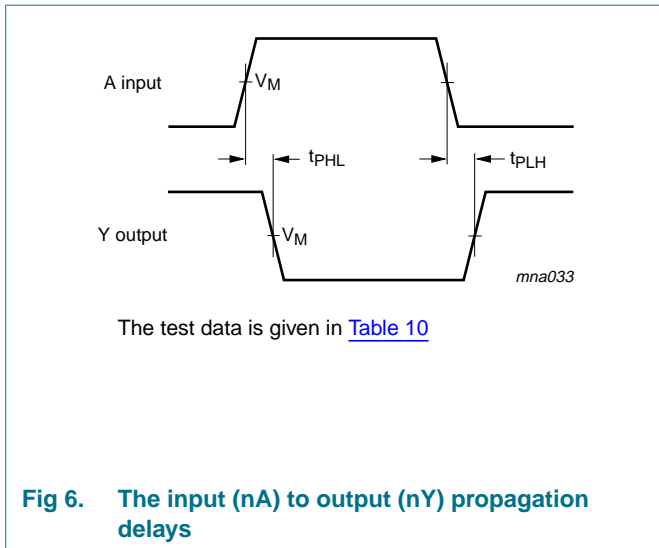 A input
VM
tPHL
tPLH
Y output
VM
mna033
The test data is given in Table 10
Fig 6. The input (nA) to output (nY) propagation
delays